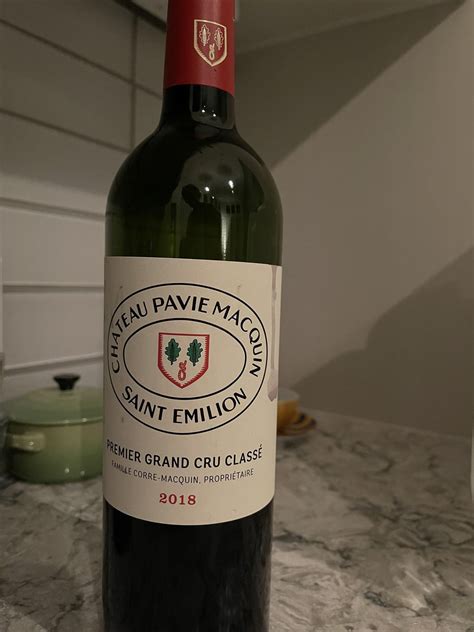 CHATEAU PAVIE MACQUIN
SAINT EMILION
PREMIER GRAND CRU CLASSÉ
FAMILLE CORRE-MACQUIN, PROPRIÉTAIRE
2018